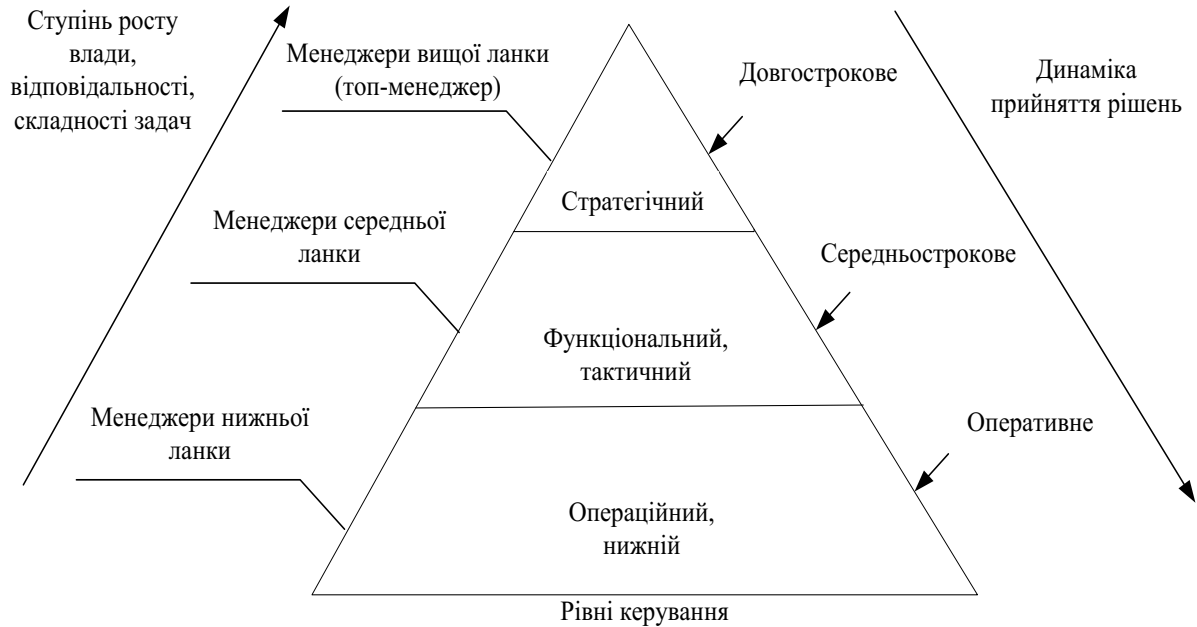 Ступінь росту
влади,
відповідальності,
складності задач
Менеджери вищої ланки
(топ-менеджер)
Довгострокове
Динаміка
прийняття рішень
Стратегічний
Менеджери середньої
ланки
Середньострокове
Функціональний,
тактичний
Менеджери нижньої
ланки
Оперативне
Операційний,
нижній
Рівні керування